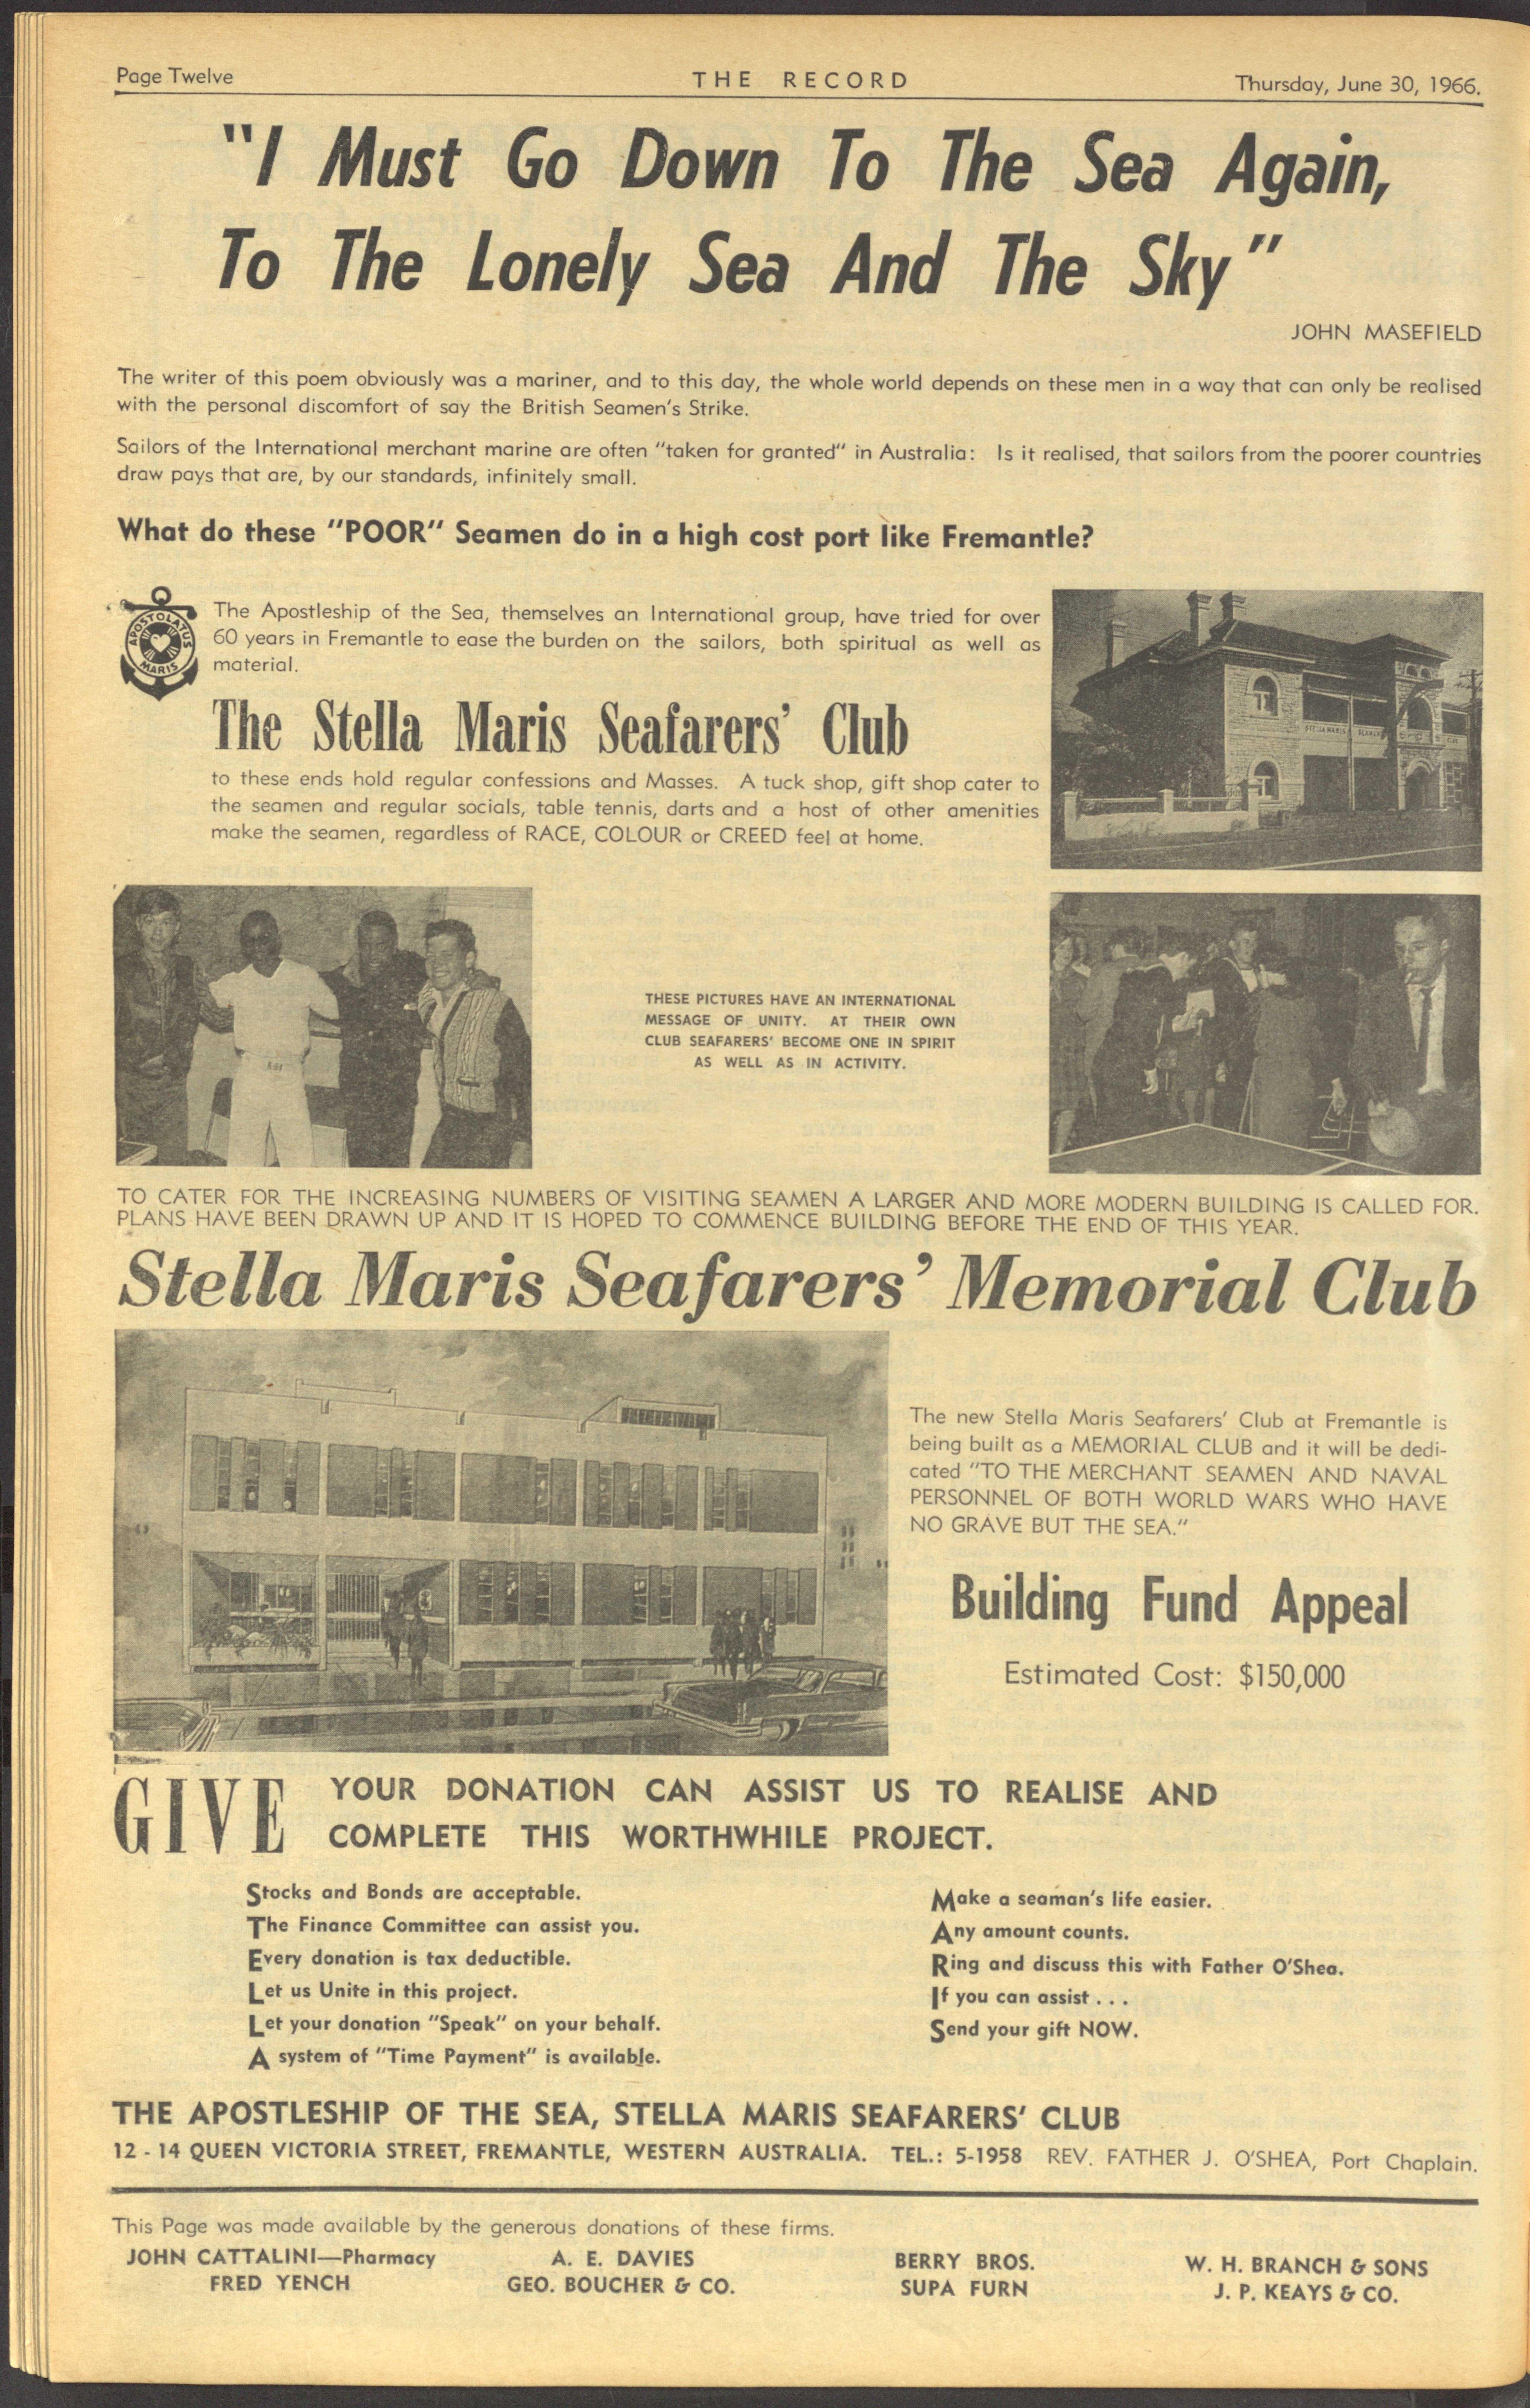 Page Twelve
THE RECORD
Thursday, June 30, 1966.
"I Must Go Down To The Sea Again,
To The Lonely Sea And The Sky"
JOHN MASEFIELD
The writer of this poem obviously was a mariner, and to this day, the whole world depends on these men in a way that can only be realised
with the personal discomfort of say the British Seamen's Strike.
Sailors of the International merchant marine are often "taken for granted" in Australia: Is it realised, that sailors from the poorer countries
draw pays that are, by our standards, infinitely small.
What do these "POOR" Seamen do in a high cost port like Fremantle?
APOSTOLATUS
MARIS
The Apostleship of the Sea, themselves an International group, have tried for over
60 years in Fremantle to ease the burden on the sailors, both spiritual as well as
material.
The Stella Maris Seafarers' Club
to these ends hold regular confessions and Masses. A tuck shop, gift shop cater to
the seamen and regular socials, table tennis, darts and a host of other amenities
make the seamen, regardless of RACE, COLOUR or CREED feel at home.
STELLA MARIS
THESE PICTURES HAVE AN INTERNATIONAL
MESSAGE OF UNITY. AT THEIR OWN
CLUB SEAFARERS' BECOME ONE IN SPIRIT
AS WELL AS IN ACTIVITY.
TO CATER FOR THE INCREASING NUMBERS OF VISITING SEAMEN A LARGER AND MORE MODERN BUILDING IS CALLED FOR.
PLANS HAVE BEEN DRAWN UP AND IT IS HOPED TO COMMENCE BUILDING BEFORE THE END OF THIS YEAR.
Stella Maris Seafarers' Memorial Club
The new Stella Maris Seafarers' Club at Fremantle is
being built as a MEMORIAL CLUB and it will be dedi-
cated "TO THE MERCHANT SEAMEN AND NAVAL
PERSONNEL OF BOTH WORLD WARS WHO HAVE
NO GRAVE BUT THE SEA."
Building Fund Appeal
Estimated Cost: $150,000
GIVE
YOUR DONATION CAN ASSIST US TO REALISE AND
COMPLETE THIS WORTHWHILE PROJECT.
Stocks and Bonds are acceptable.
The Finance Committee can assist you.
Every donation is tax deductible.
Let us Unite in this project.
Let your donation "Speak" on your behalf.
A system of "Time Payment" is available.
Make a seaman's life easier.
Any amount counts.
Ring and discuss this with Father O'Shea.
If you can assist . . .
Send your gift NOW.
THE APOSTLESHIP OF THE SEA, STELLA MARIS SEAFARERS' CLUB
12 - 14 QUEEN VICTORIA STREET, FREMANTLE, WESTERN AUSTRALIA. TEL.: 5-1958 REV. FATHER J. O'SHEA, Port Chaplain.
This Page was made available by the generous donations of these firms.
JOHN CATTALINI—Pharmacy
FRED YENCH
A. E. DAVIES
GEO. BOUCHER & CO.
BERRY BROS.
SUPA FURN
W. H. BRANCH & SONS
J. P. KEAYS & CO.